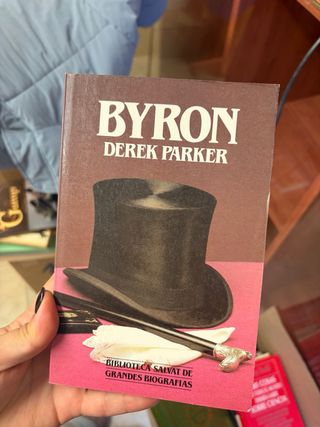 BYRON
DEREK PARKER
BIBLIOTECA SALVAT DE
GRANDES BIOGRAFIAS